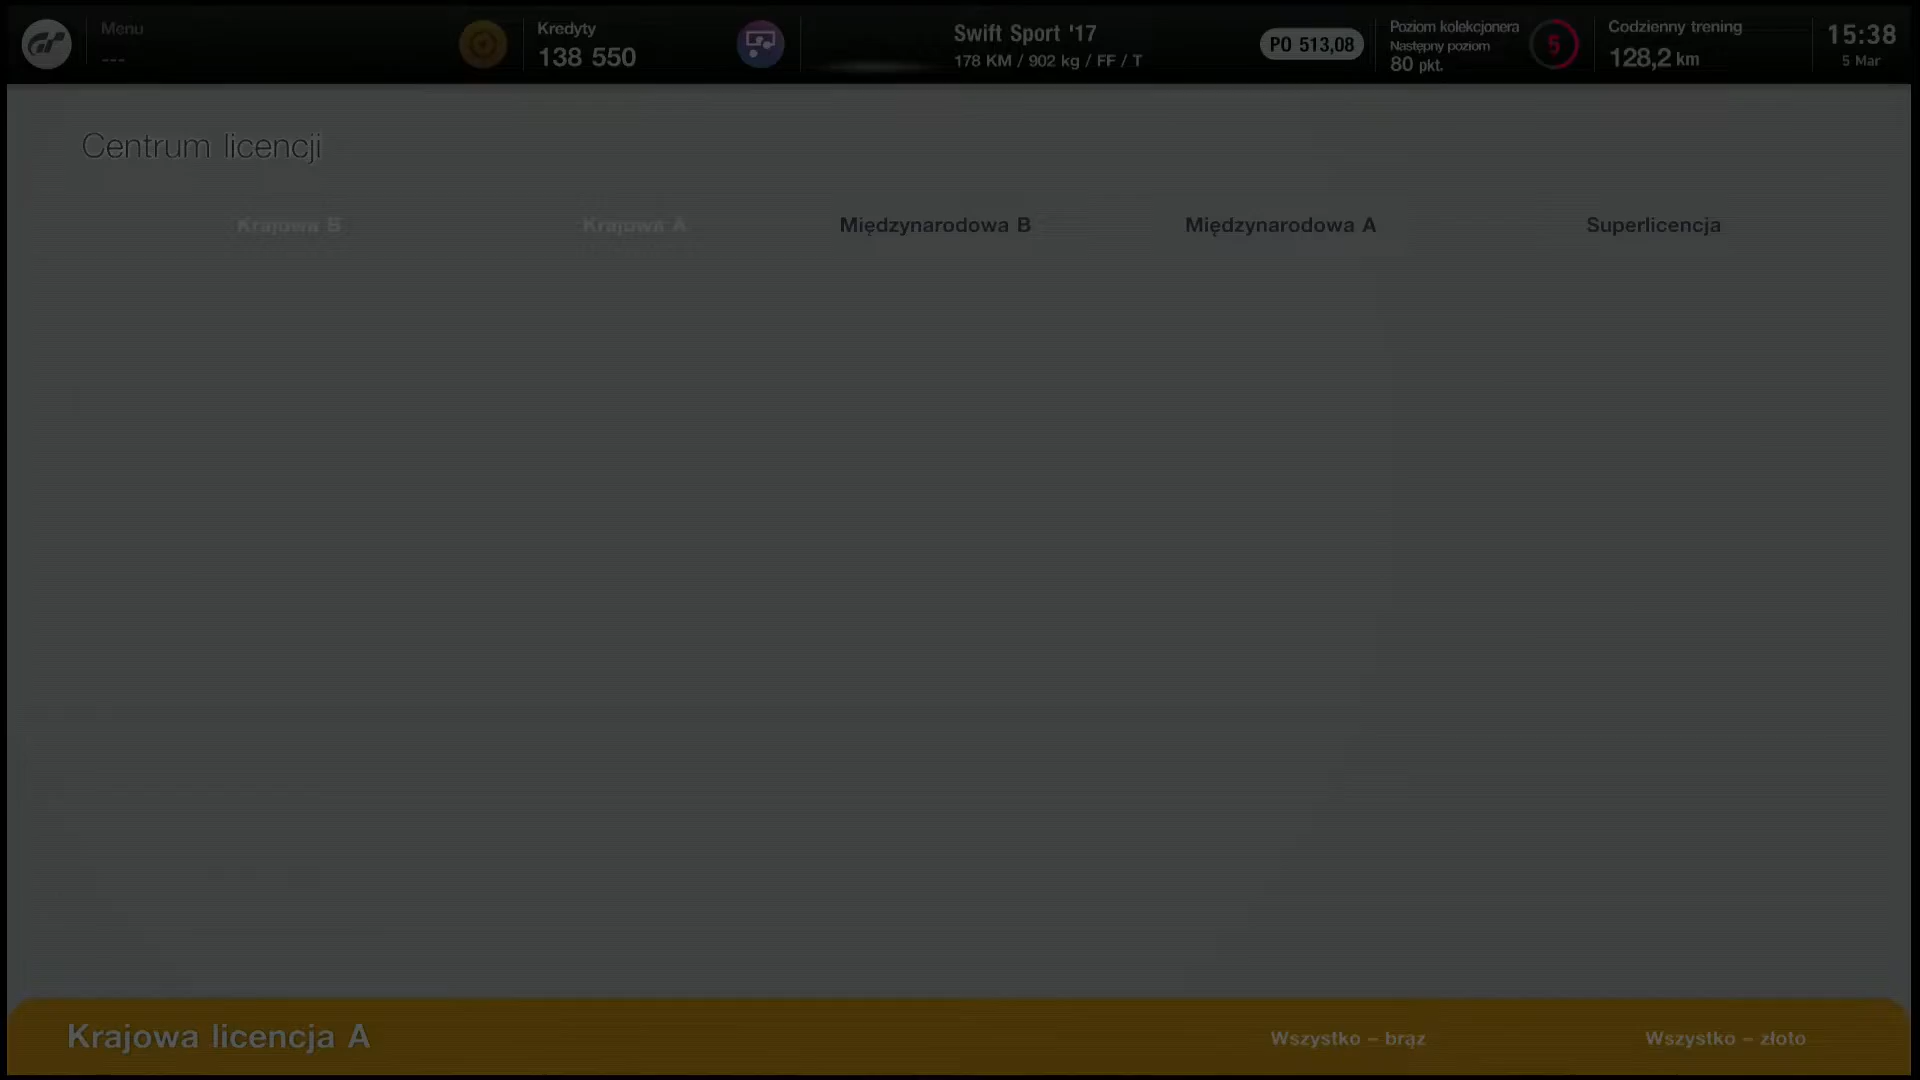 Menu
---
Kredyty
138 550
Swift Sport '17
178 KM / 902 kg / FF / T
PO 513,08
Poziom kolekcjonera
Następny poziom
80 pkt.
5
Codzienny trening
128,2 km
15:38
5 Mar
Centrum licencji
Krajowa B
Krajowa A
Międzynarodowa B
Międzynarodowa A
Superlicencja
Krajowa licencja A
Wszystko – brąz
Wszystko – złoto